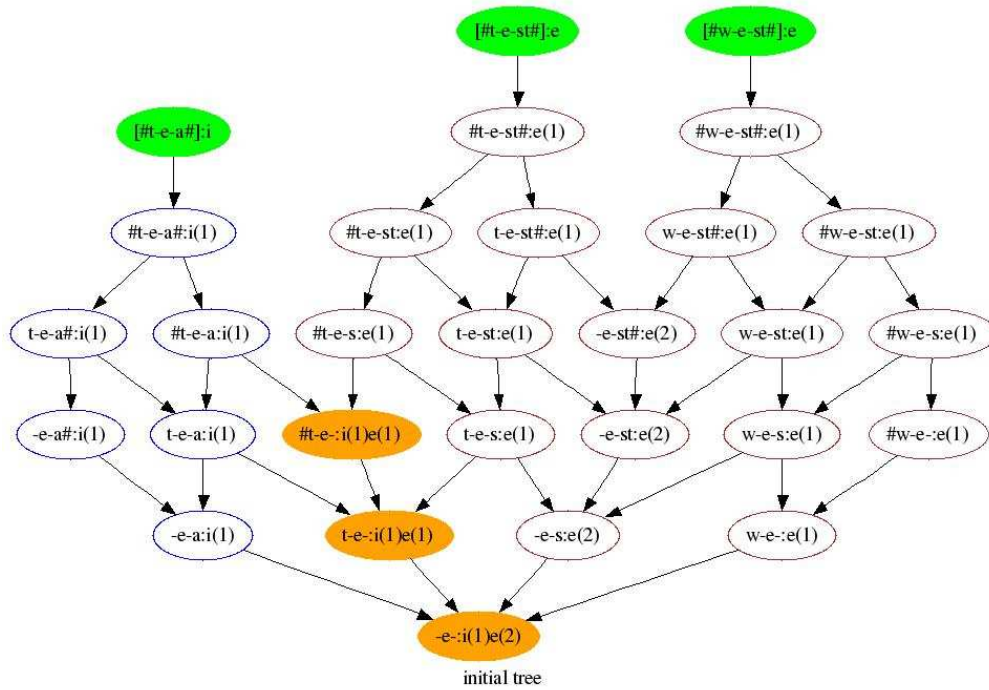 [#t-e-st#]:e
[#w-e-st#]:e
[#t-e-a#]:i
#t-e-st#:e(1)
#w-e-st#:e(1)
#t-e-a#:i(1)
#t-e-st:e(1)
t-e-st#:e(1)
w-e-st#:e(1)
#w-e-st:e(1)
t-e-a#:i(1)
#t-e-a:i(1)
#t-e-s:e(1)
t-e-st:e(1)
-e-st#:e(2)
w-e-st:e(1)
#w-e-s:e(1)
-e-a#:i(1)
t-e-a:i(1)
#t-e-:i(1)e(1)
t-e-s:e(1)
-e-st:e(2)
w-e-s:e(1)
#w-e-:e(1)
-e-a:i(1)
t-e-:i(1)e(1)
-e-s:e(2)
w-e-:e(1)
-e-:i(1)e(2)
initial tree